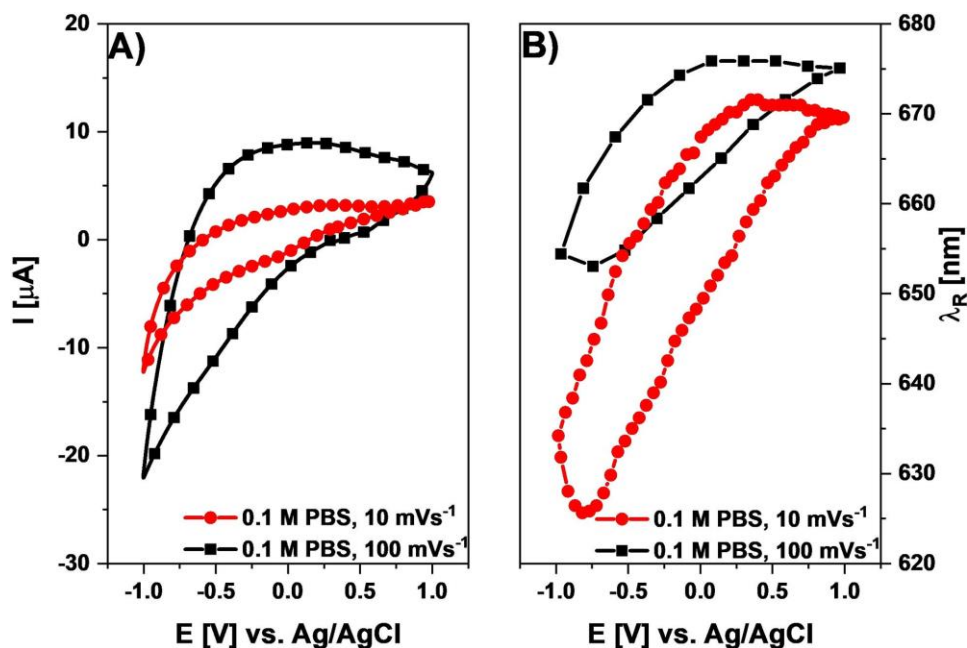 A)
20
10
0
-10
-20
-30
I [µA]
-1.0 -0.5 0.0 0.5 1.0
E [V] vs. Ag/AgCl
0.1 M PBS, 10 mVs⁻¹
0.1 M PBS, 100 mVs⁻¹
B)
680
670
660
650
640
630
620
λR [nm]
-1.0 -0.5 0.0 0.5 1.0
E [V] vs. Ag/AgCl
0.1 M PBS, 10 mVs⁻¹
0.1 M PBS, 100 mVs⁻¹